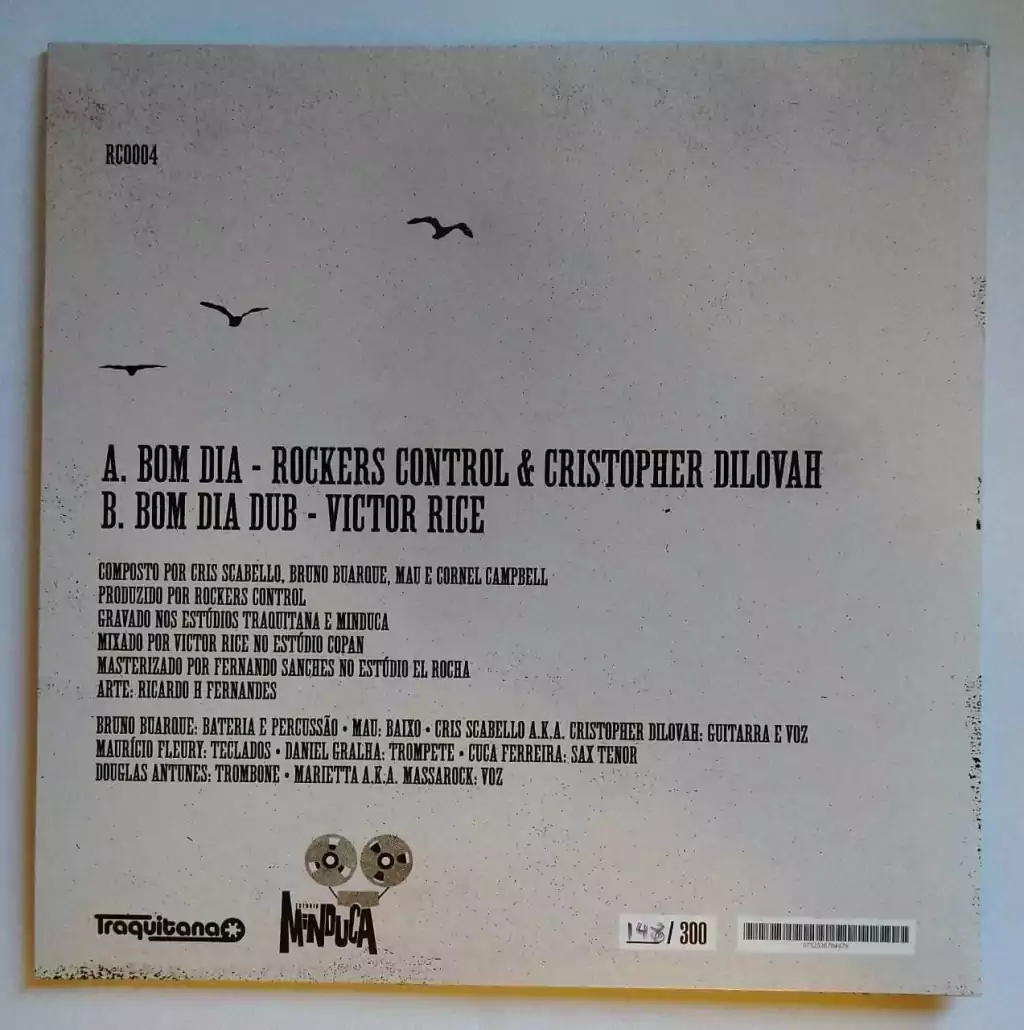 RC0004
A. BOM DIA - ROCKERS CONTROL & CRISTOPHER DILOVAH
B. BOM DIA DUB - VICTOR RICE
COMPOSTO POR CRIS SCABELLO, BRUNO BUARQUE, MAU E CORNEL CAMPBELL
PRODUZIDO POR ROCKERS CONTROL
GRAVADO NOS ESTÚDIOS TRAQUITANA E MINDUCA
MIXADO POR VICTOR RICE NO ESTÚDIO COPAN
MASTERIZADO POR FERNANDO SANCHES NO ESTÚDIO EL ROCHA
ARTE: RICARDO H FERNANDES
BRUNO BUARQUE: BATERIA E PERCUSSÃO • MAU: BAIXO • CRIS SCABELLO A.K.A. CRISTOPHER DILOVAH: GUITARRA E VOZ
MAURÍCIO FLEURY: TECLADOS • DANIEL GRALHA: TROMPETE • CUCA FERREIRA: SAX TENOR
DOUGLAS ANTUNES: TROMBONE • MARIETTA A.K.A. MASSAROCK: VOZ
Traquitana
ESTÚDIO
MINDUCA
148/300